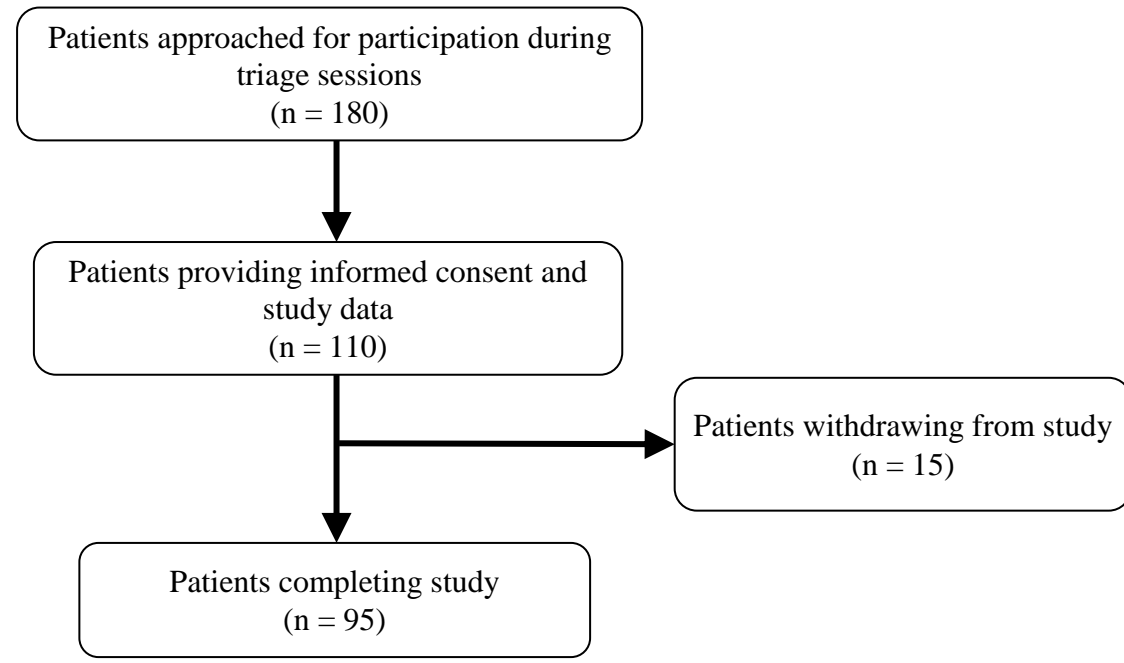 Patients approached for participation during
triage sessions
(n = 180)
Patients providing informed consent and
study data
(n = 110)
Patients withdrawing from study
(n = 15)
Patients completing study
(n = 95)